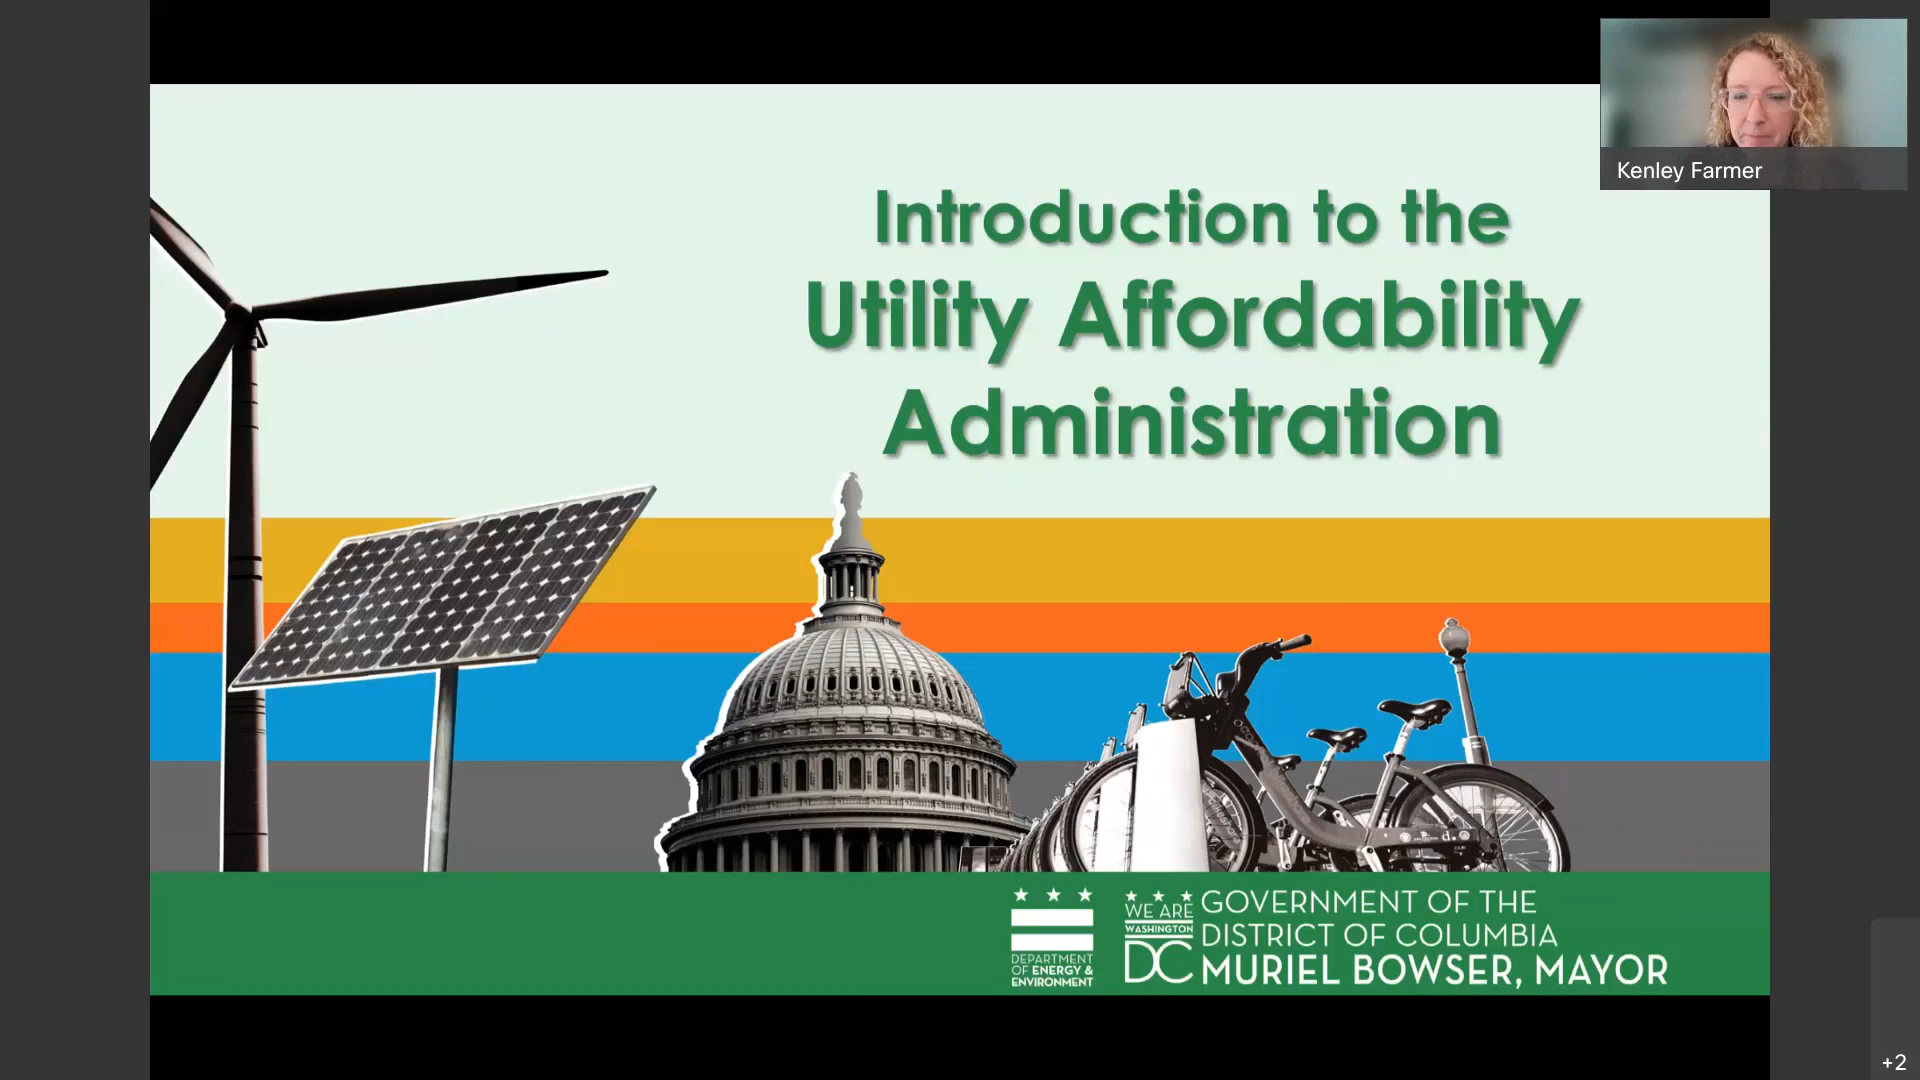 Kenley Farmer
Introduction to the
Utility Affordability
Administration
DEPARTMENT
OF ENERGY &
ENVIRONMENT
WE ARE
WASHINGTON
DC
GOVERNMENT OF THE
DISTRICT OF COLUMBIA
MURIEL BOWSER, MAYOR
+2